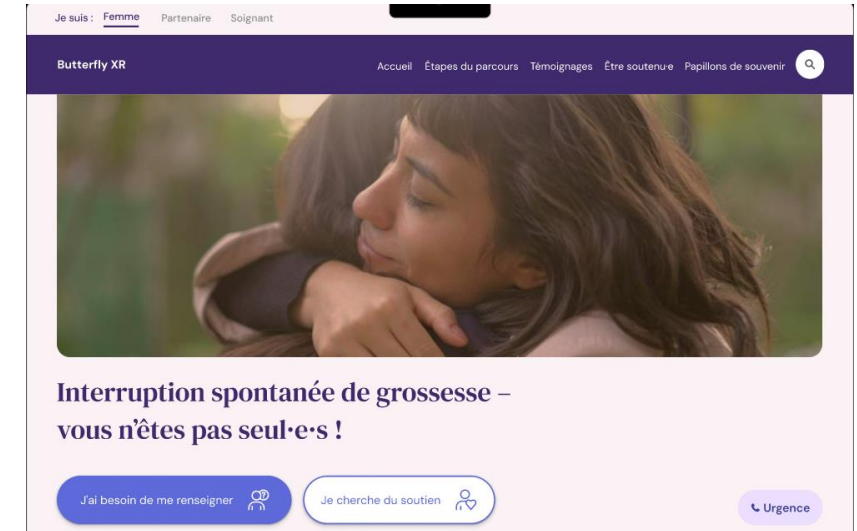 Je suis : Femme Partenaire Soignant
Butterfly XR Accueil Étapes du parcours Témoignages Être soutenu·e Papillons de souvenir
Interruption spontanée de grossesse –
vous n'êtes pas seul·e·s !
J'ai besoin de me renseigner Je cherche du soutien
Urgence